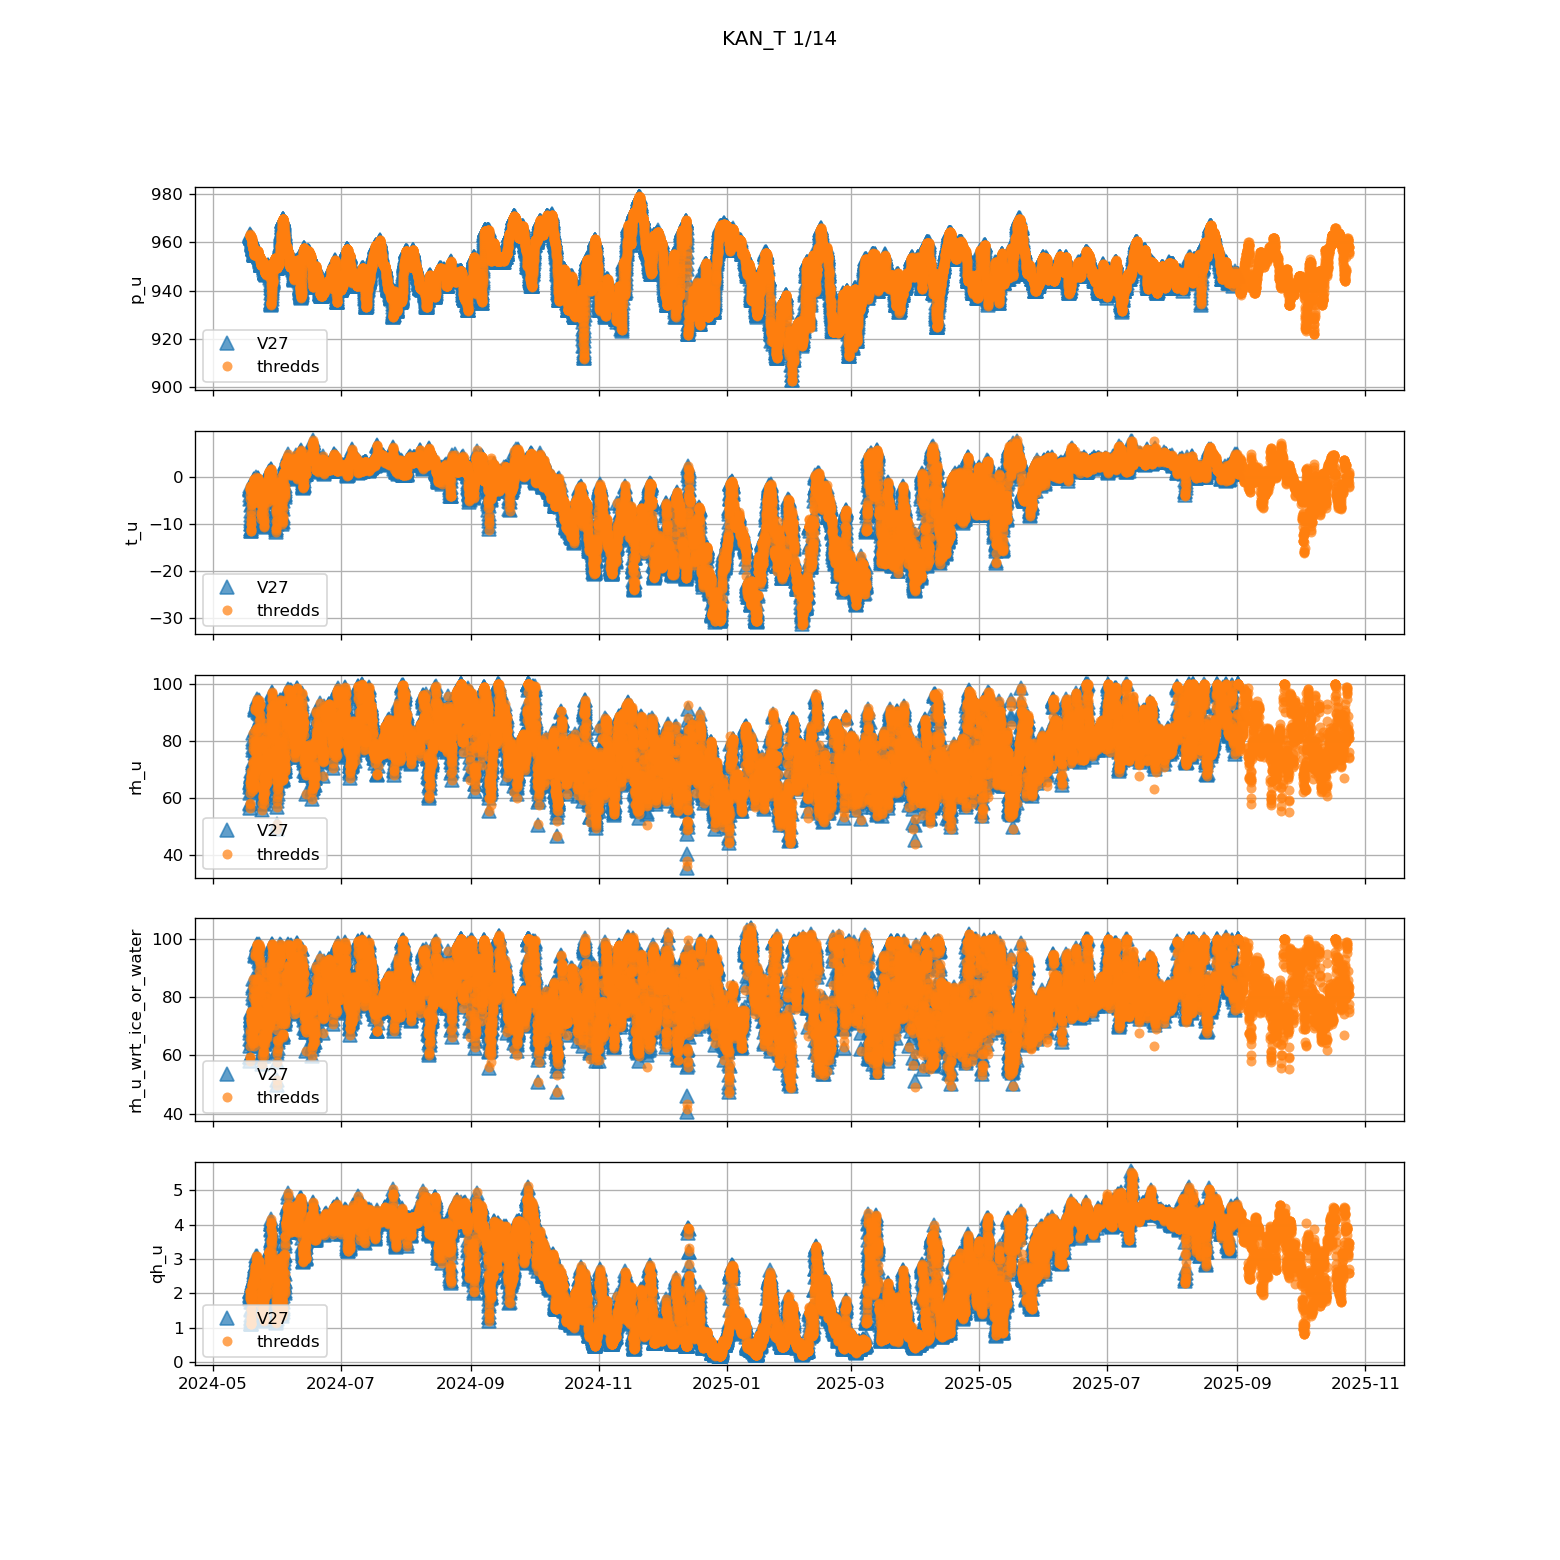 KAN_T 1/14
980
960
940
920
900
p_u
V27
thredds
0
−10
−20
−30
t_u
V27
thredds
100
80
60
40
rh_u
V27
thredds
100
80
60
40
rh_u_wrt_ice_or_water
V27
thredds
5
4
3
2
1
0
qh_u
V27
thredds
2024-05 2024-07 2024-09 2024-11 2025-01 2025-03 2025-05 2025-07 2025-09 2025-11